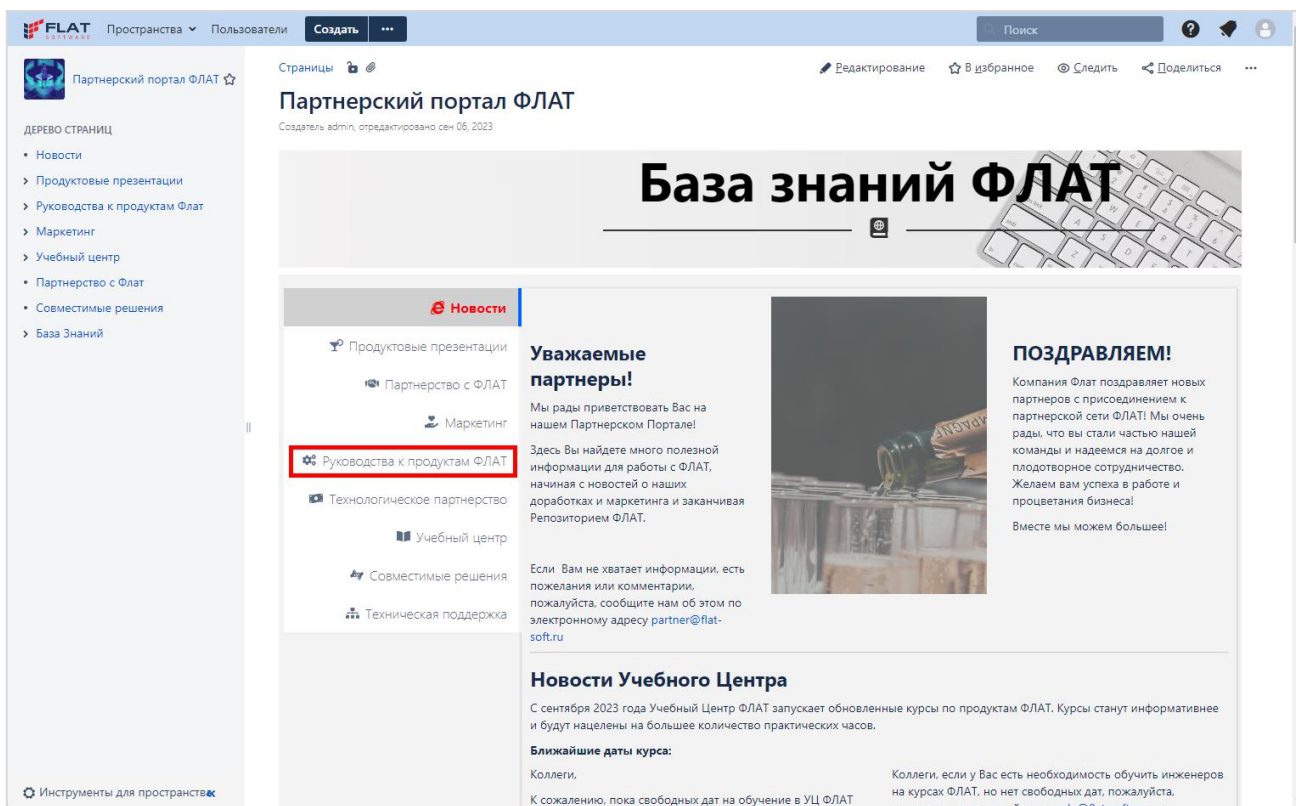 FLAT
SOFTWARE
Пространства
Пользователи
Создать
Поиск
Партнерский портал ФЛАТ
ДЕРЕВО СТРАНИЦ
Новости
Продуктовые презентации
Руководства к продуктам Флат
Маркетинг
Учебный центр
Партнерство с Флат
Совместимые решения
База Знаний
Инструменты для пространства
Страницы
Редактирование
В избранное
Следить
Поделиться
Партнерский портал ФЛАТ
Создатель admin, отредактировано сен 06, 2023
База знаний ФЛАТ
Новости
Продуктовые презентации
Партнерство с ФЛАТ
Маркетинг
Руководства к продуктам ФЛАТ
Технологическое партнерство
Учебный центр
Совместимые решения
Техническая поддержка
Уважаемые
партнеры!
Мы рады приветствовать Вас на
нашем Партнерском Портале!
Здесь Вы найдете много полезной
информации для работы с ФЛАТ,
начиная с новостей о наших
доработках и маркетинга и заканчивая
Репозиторием ФЛАТ.
Если Вам не хватает информации, есть
пожелания или комментарии,
пожалуйста, сообщите нам об этом по
электронному адресу partner@flat-
soft.ru
ПОЗДРАВЛЯЕМ!
Компания Флат поздравляет новых
партнеров с присоединением к
партнерской сети ФЛАТ! Мы очень
рады, что вы стали частью нашей
команды и надеемся на долгое и
плодотворное сотрудничество.
Желаем вам успеха в работе и
процветания бизнеса!
Вместе мы можем большее!
Новости Учебного Центра
С сентября 2023 года Учебный Центр ФЛАТ запускает обновленные курсы по продуктам ФЛАТ. Курсы станут информативнее
и будут нацелены на большее количество практических часов.
Ближайшие даты курса:
Коллеги,
К сожалению, пока свободных дат на обучение в УЦ ФЛАТ
Коллеги, если у Вас есть необходимость обучить инженеров
на курсах ФЛАТ, но нет свободных дат, пожалуйста,